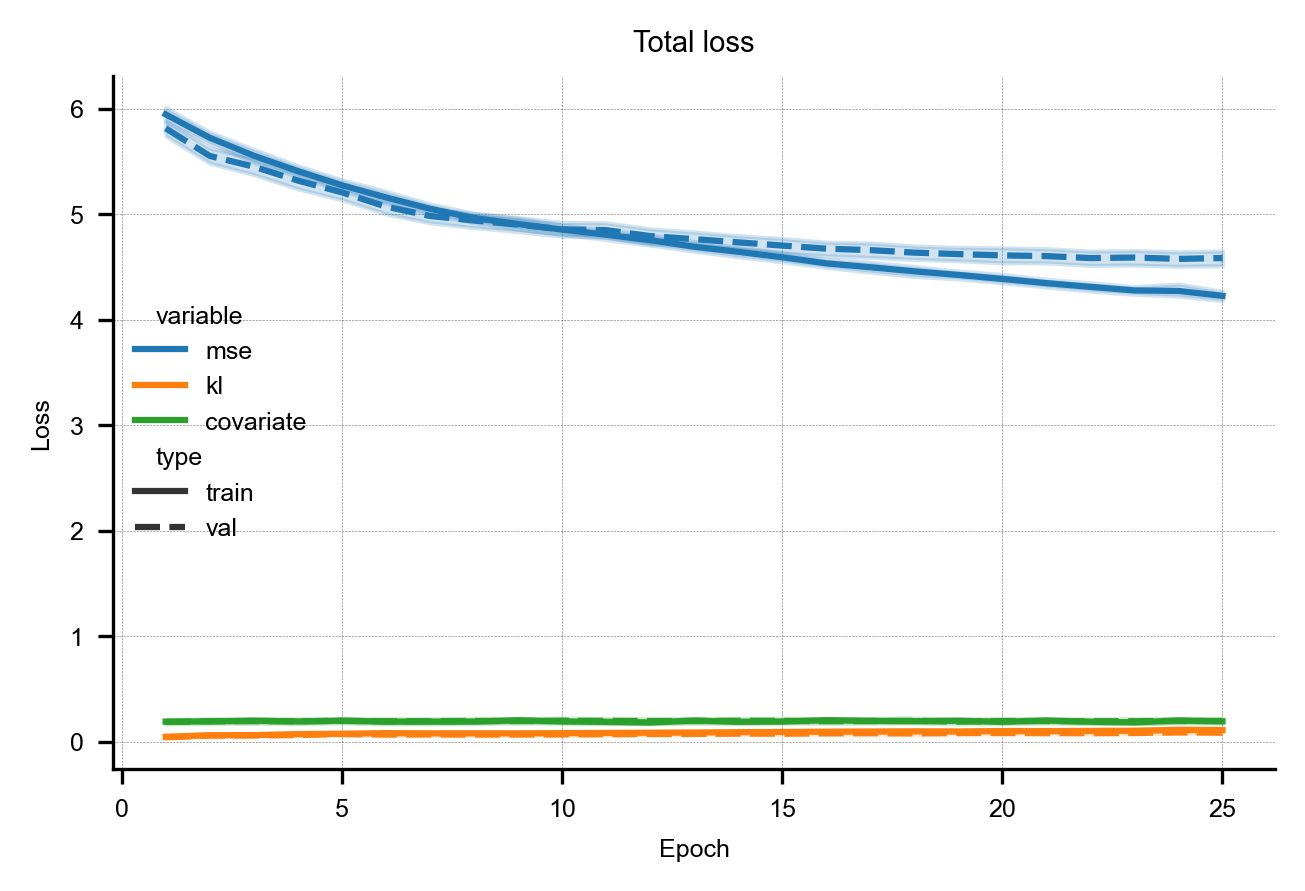 Total loss
6
5
4
3
2
1
0
Loss
variable
mse
kl
covariate
type
train
val
0 5 10 15 20 25
Epoch